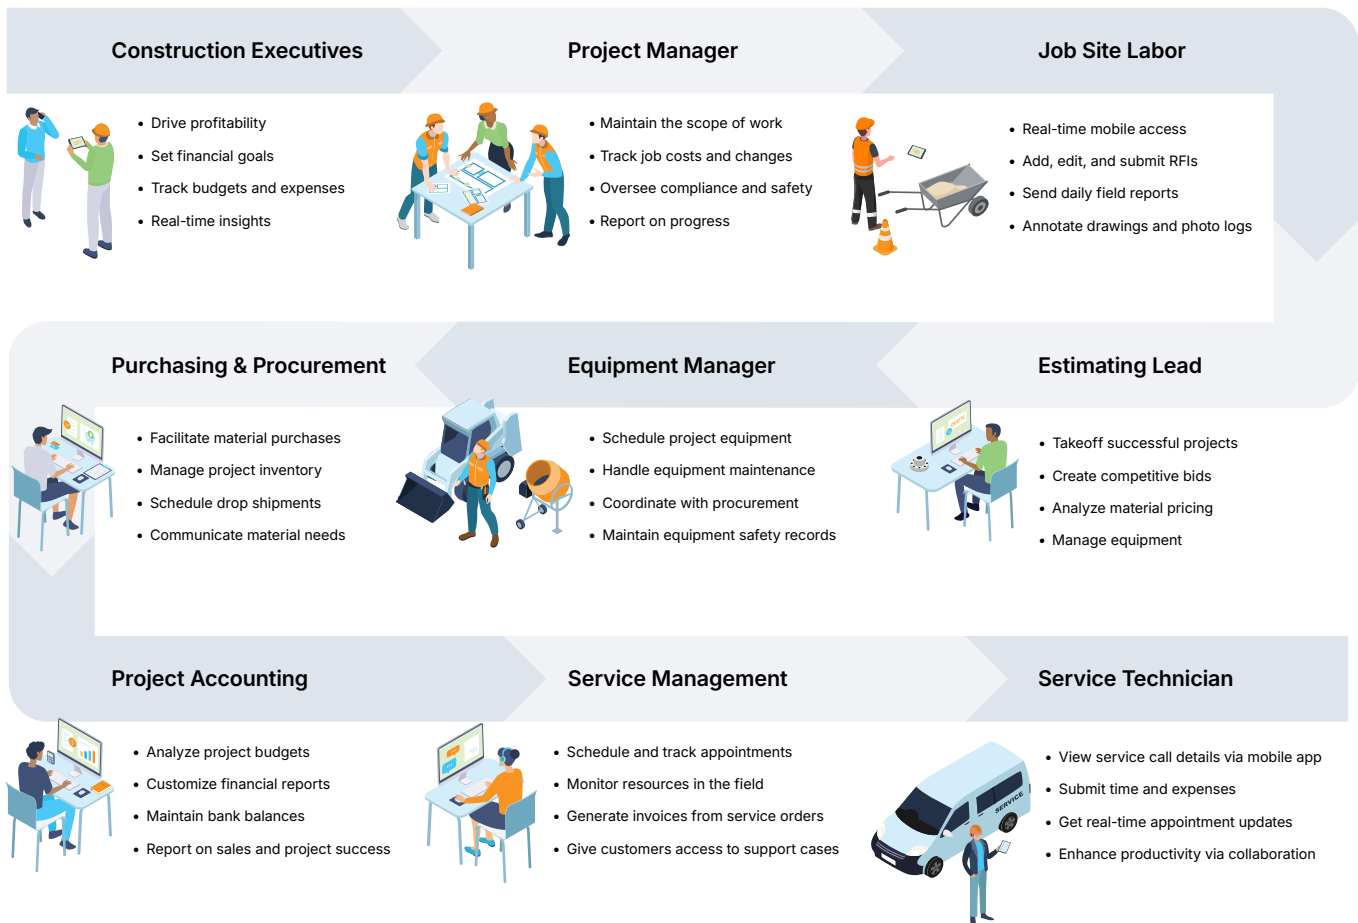 Construction Executives
• Drive profitability
• Set financial goals
• Track budgets and expenses
• Real-time insights
Project Manager
• Maintain the scope of work
• Track job costs and changes
• Oversee compliance and safety
• Report on progress
Job Site Labor
• Real-time mobile access
• Add, edit, and submit RFIs
• Send daily field reports
• Annotate drawings and photo logs
Estimating Lead
QUOTE
• Takeoff successful projects
• Create competitive bids
• Analyze material pricing
• Manage equipment
Equipment Manager
• Schedule project equipment
• Handle equipment maintenance
• Coordinate with procurement
• Maintain equipment safety records
Purchasing & Procurement
• Facilitate material purchases
• Manage project inventory
• Schedule drop shipments
• Communicate material needs
Project Accounting
• Analyze project budgets
• Customize financial reports
• Maintain bank balances
• Report on sales and project success
Service Management
• Schedule and track appointments
• Monitor resources in the field
• Generate invoices from service orders
• Give customers access to support cases
Service Technician
SERVICE
• View service call details via mobile app
• Submit time and expenses
• Get real-time appointment updates
• Enhance productivity via collaboration